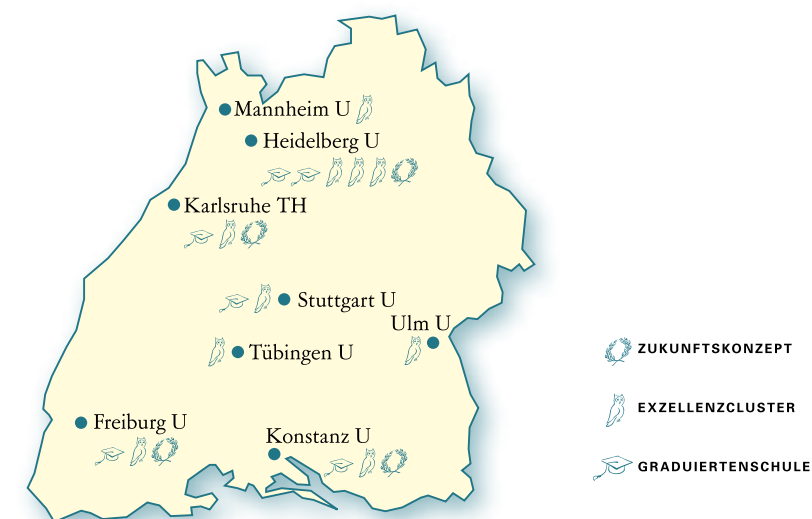 Mannheim U
Heidelberg U
Karlsruhe TH
Stuttgart U
Ulm U
Tübingen U
Freiburg U
Konstanz U
ZUKUNFTSKONZEPT
EXZELLENZCLUSTER
GRADUIERTENSCHULE